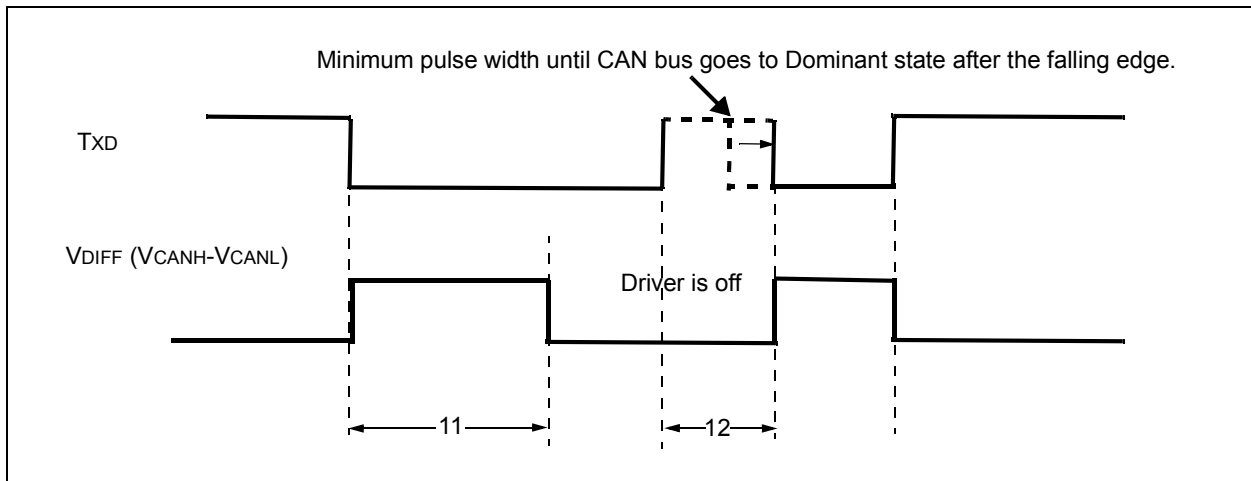 Minimum pulse width until CAN bus goes to Dominant state after the falling edge.
TXD
VDIFF (VCANH-VCANL)
Driver is off
11
12